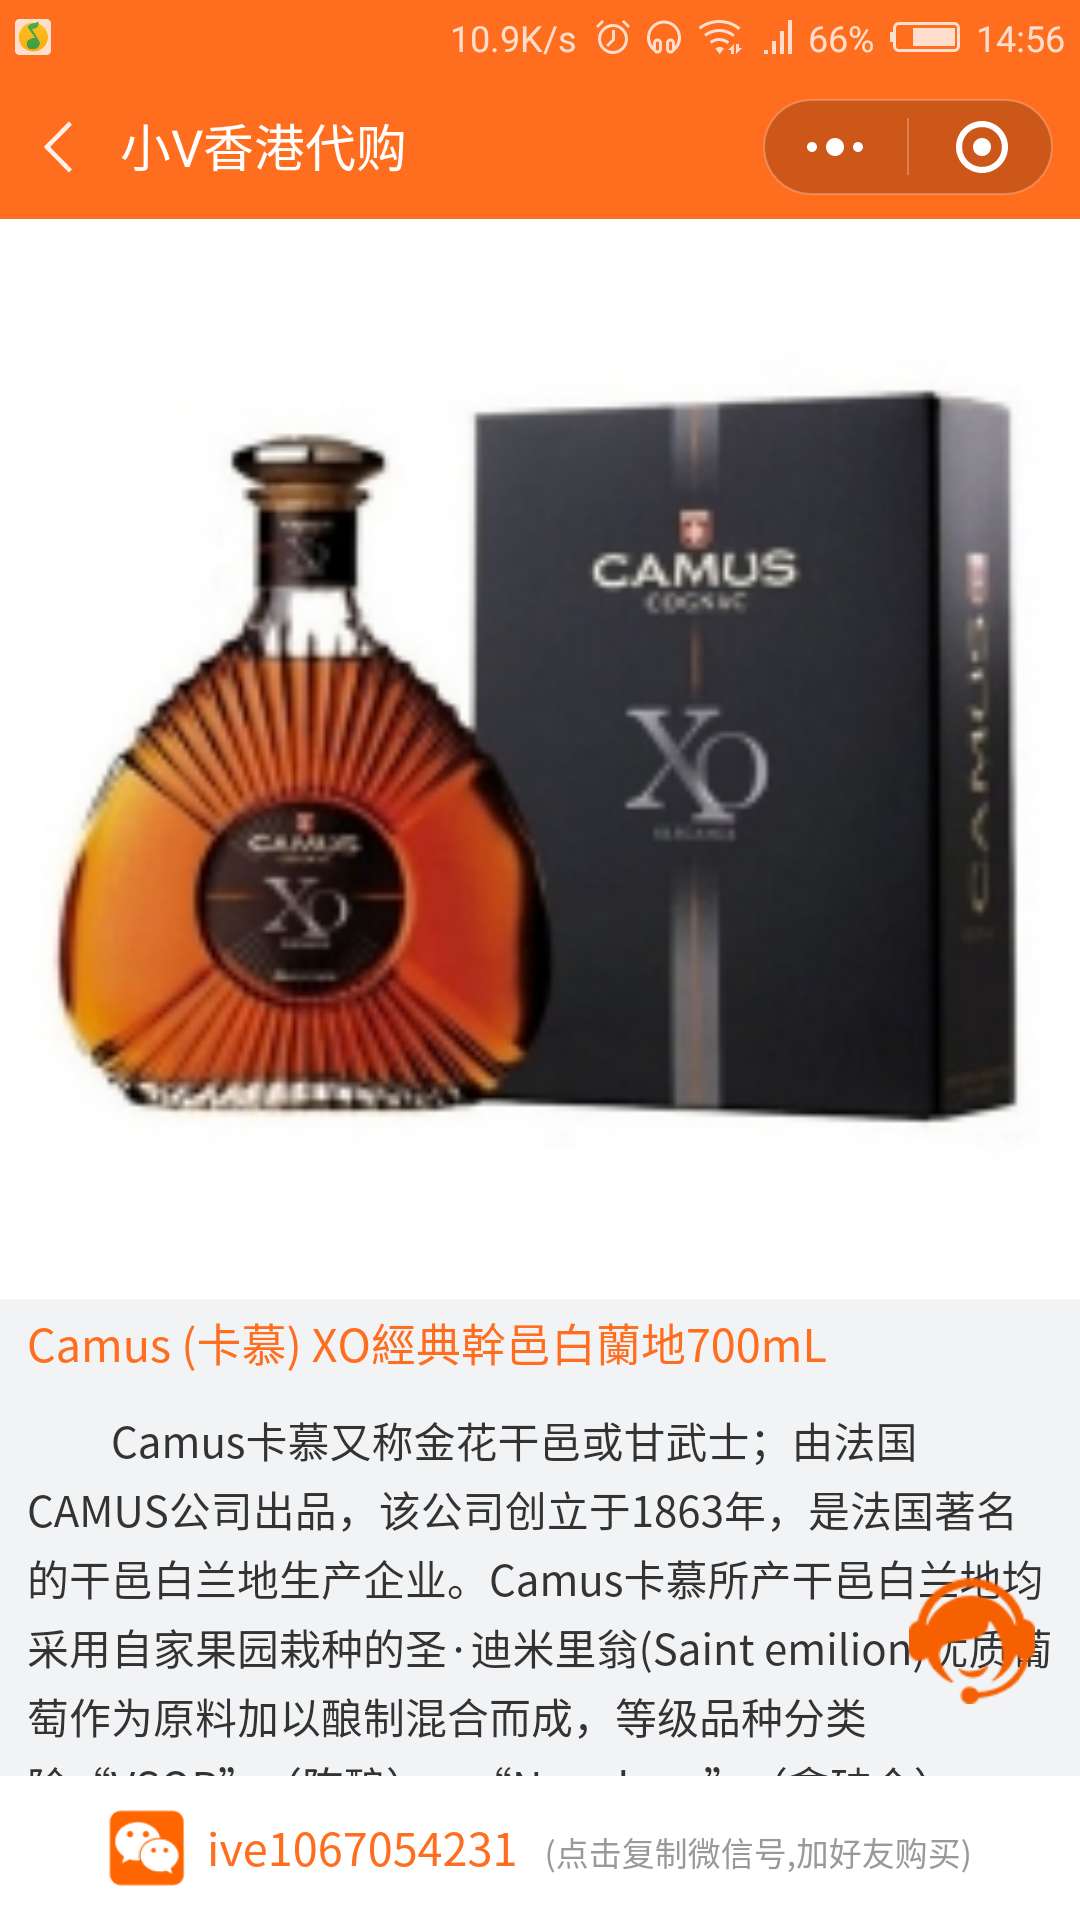 10.9K/s 66% 14:56
小V香港代购
CAMUS
COGNAC
XO
CAMUS
XO
CAMUS
XO
Camus (卡慕) XO經典幹邑白蘭地700mL
Camus卡慕又称金花干邑或甘武士；由法国
CAMUS公司出品，该公司创立于1863年，是法国著名
的干邑白兰地生产企业。Camus卡慕所产干邑白兰地均
采用自家果园栽种的圣·迪米里翁(Saint emilion)优质葡
萄作为原料加以酿制混合而成，等级品种分类
ive1067054231 (点击复制微信号,加好友购买)